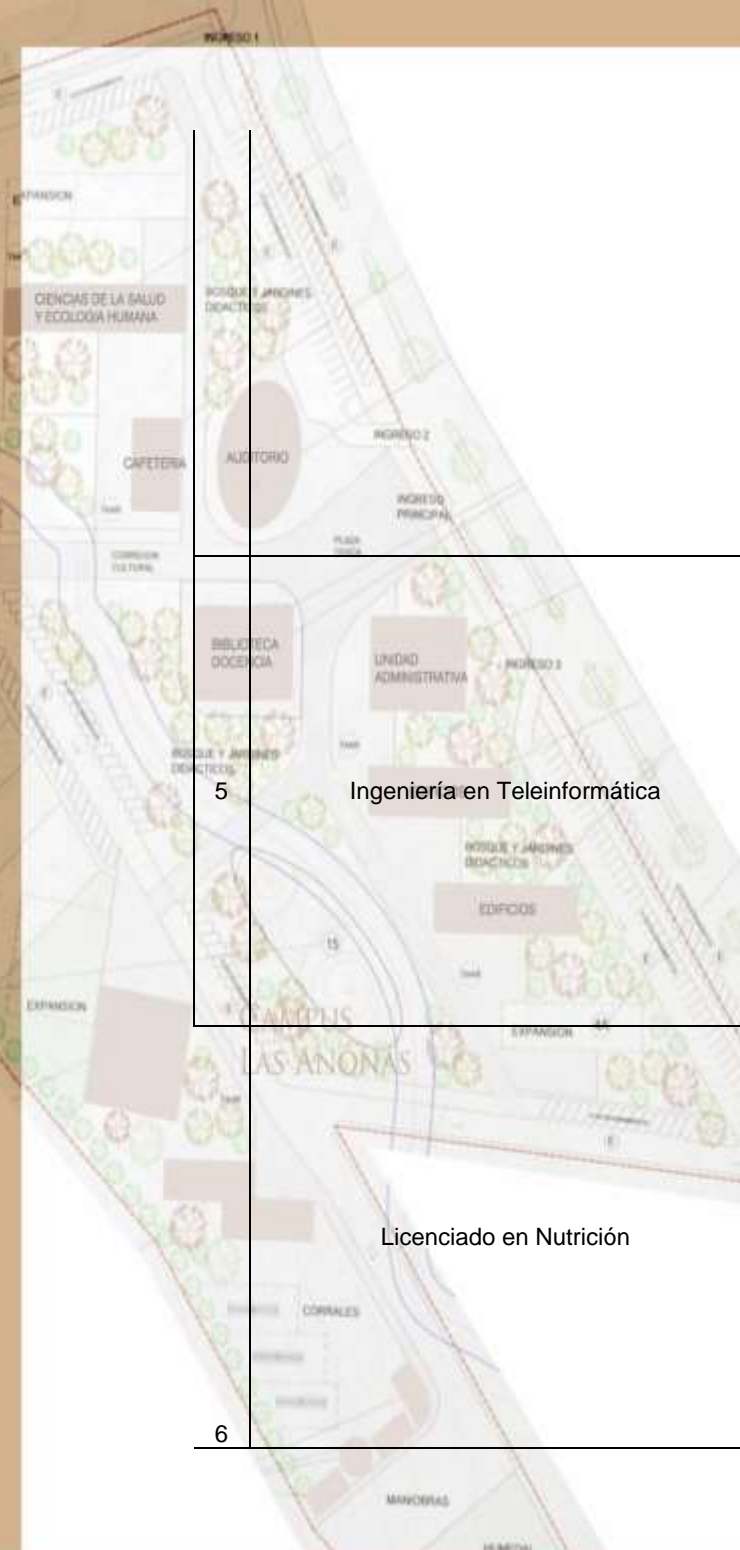 INGRESO 1
EXPANSION
CIENCIAS DE LA SALUD
Y ECOLOGIA HUMANA
BOSQUE Y JARDINES
DIDACTICOS
CAFETERIA
AUDITORIO
INGRESO 2
INGRESO
PRINCIPAL
CORREDOR
CULTURAL
BIBLIOTECA
DOCENCIA
UNIDAD
ADMINISTRATIVA
INGRESO 3
BOSQUE Y JARDINES
DIDACTICOS
5
Ingeniería en Teleinformática
BOSQUE Y JARDINES
DIDACTICOS
EDIFICIOS
15
EXPANSION
CAMPUS
LAS ANONAS
EXPANSION
Licenciado en Nutrición
CORRALES
6
MANIOBRAS
HUMEDAL